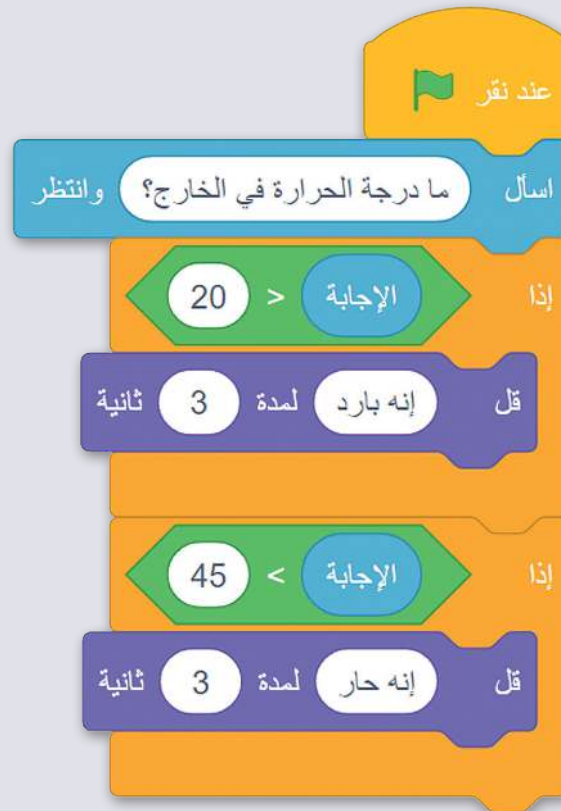 عند نقر
اسأل ما درجة الحرارة في الخارج؟ وانتظر
إذا الإجابة < 20
قل إنه بارد لمدة 3 ثانية
إذا الإجابة > 45
قل إنه حار لمدة 3 ثانية